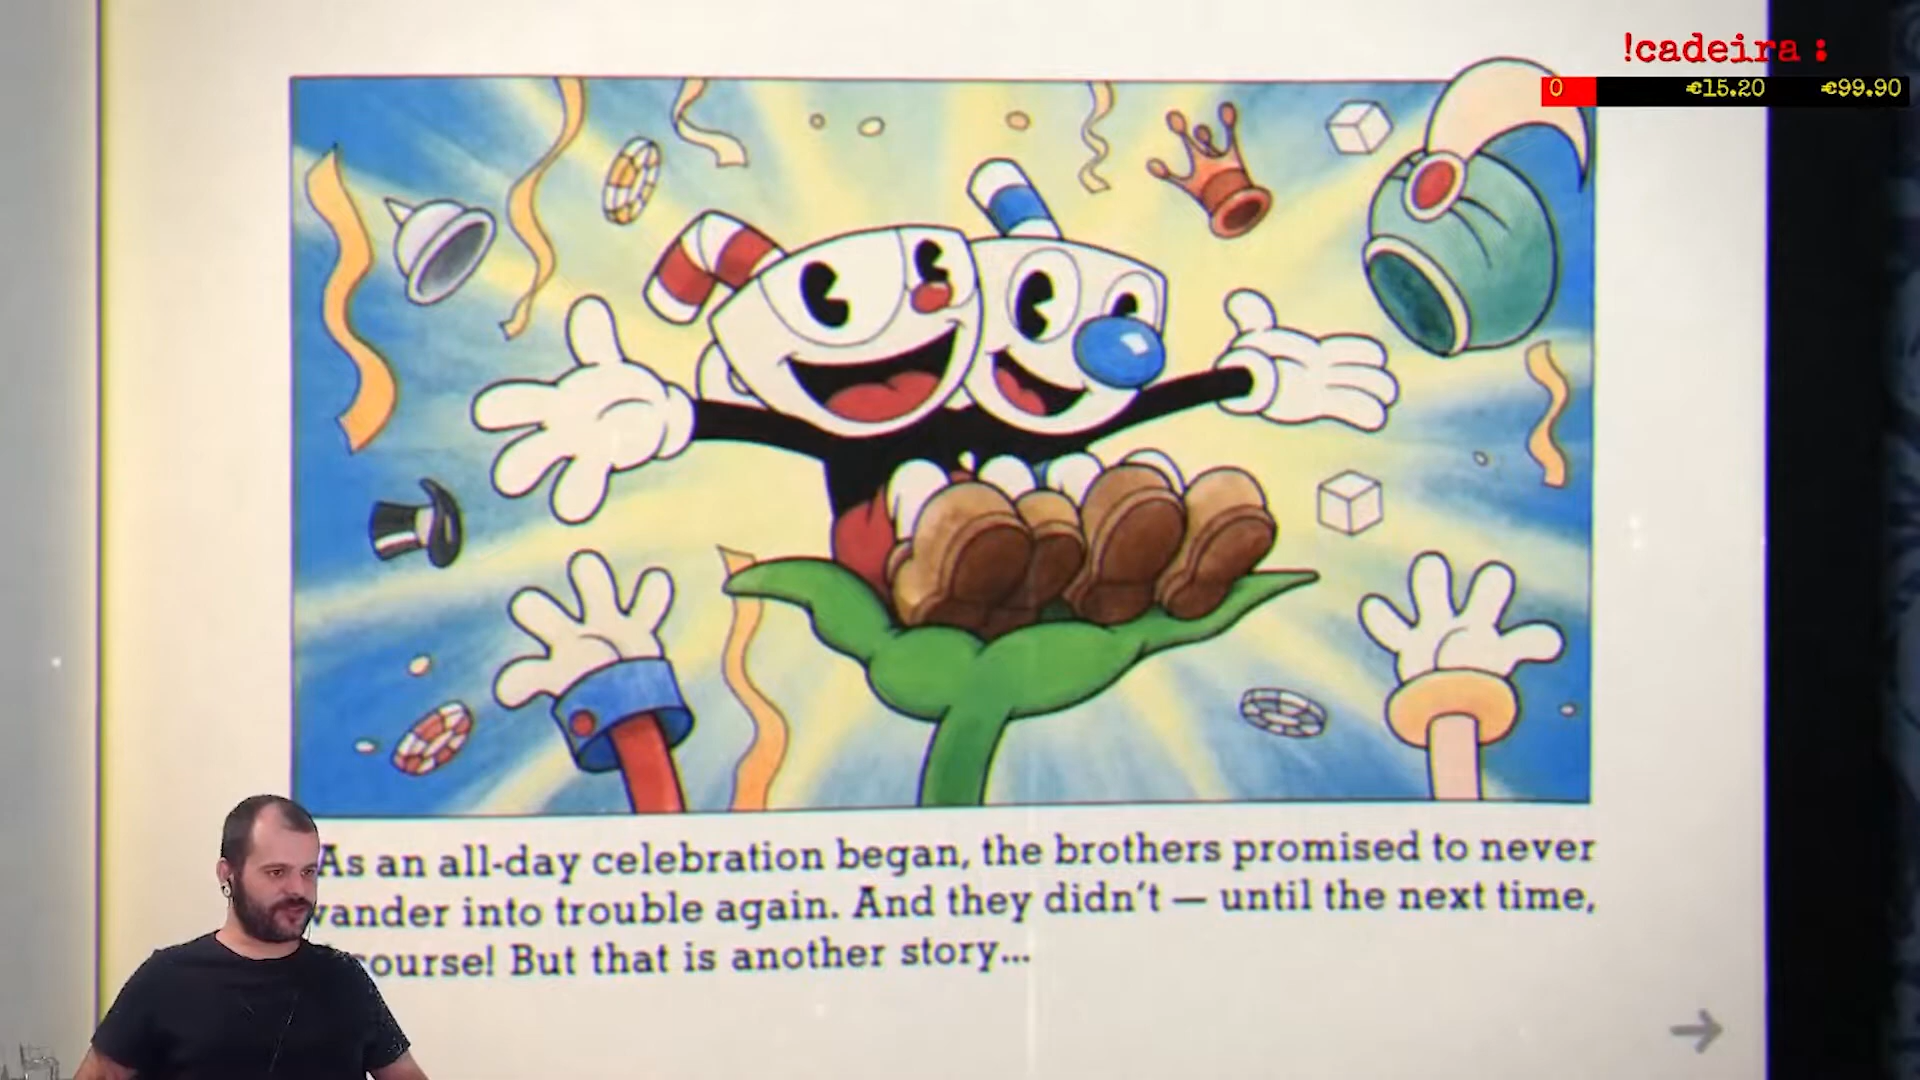 !cadeira :
0 €15.20 €99.90
As an all-day celebration began, the brothers promised to never
wander into trouble again. And they didn't — until the next time,
course! But that is another story...